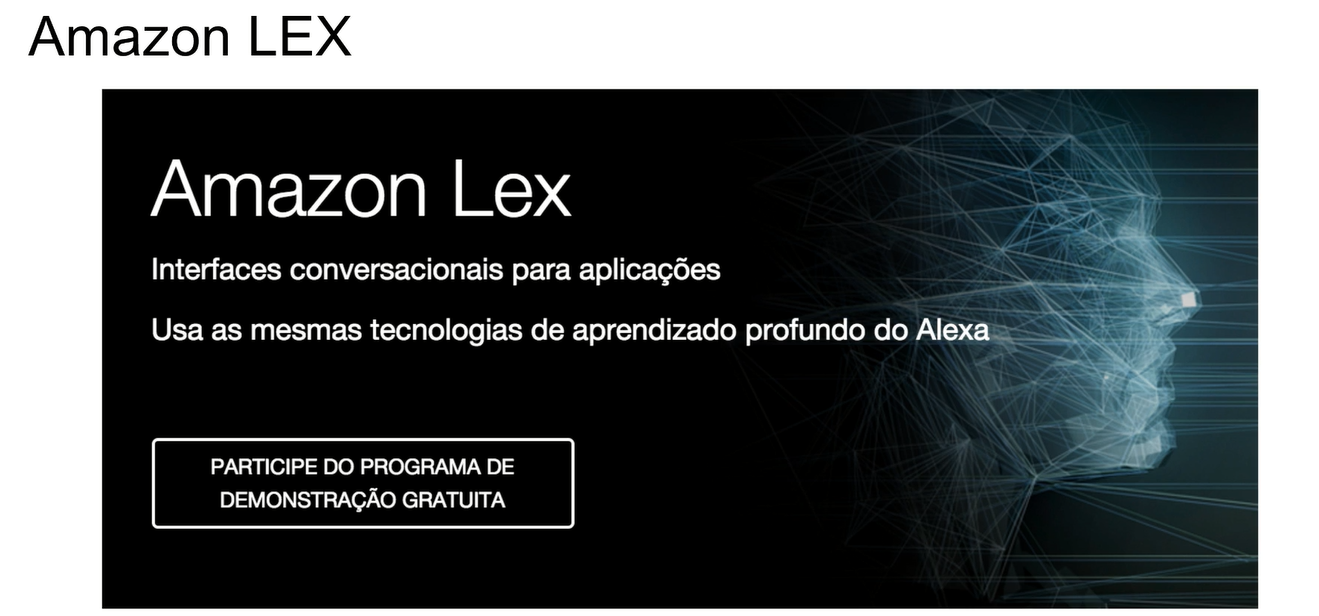 Amazon LEX
Amazon Lex
Interfaces conversacionais para aplicações
Usa as mesmas tecnologias de aprendizado profundo do Alexa
PARTICIPE DO PROGRAMA DE
DEMONSTRAÇÃO GRATUITA